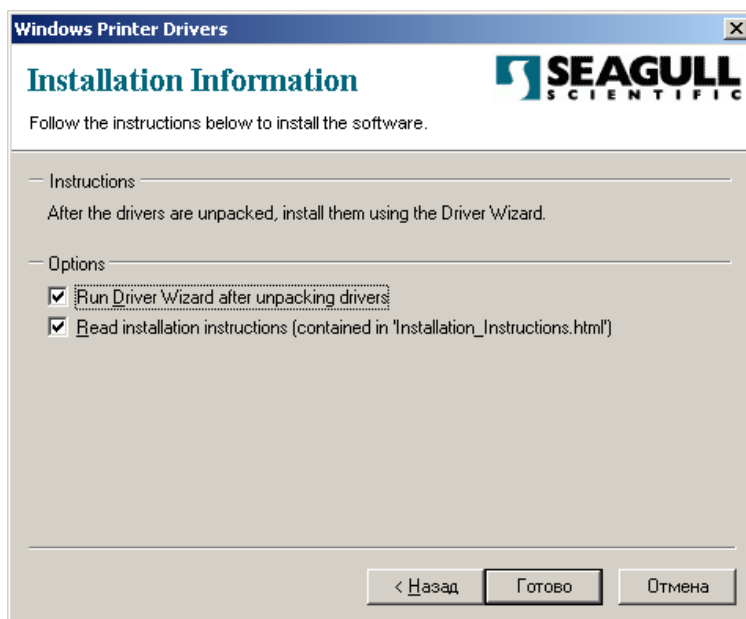 Windows Printer Drivers
Installation Information
SEAGULL
SCIENTIFIC
Follow the instructions below to install the software.
Instructions
After the drivers are unpacked, install them using the Driver Wizard.
Options
Run Driver Wizard after unpacking drivers
Read installation instructions (contained in 'Installation_Instructions.html')
< Назад Готово Отмена